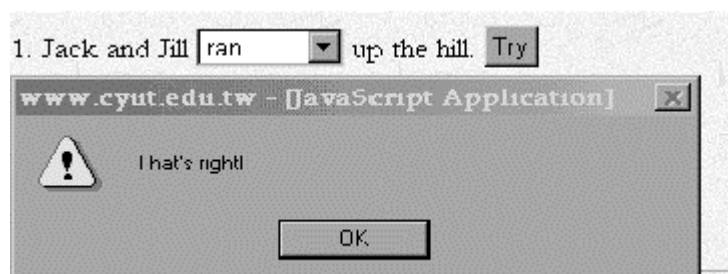 1. Jack and Jill ran up the hill. Try
www.cyut.edu.tw - [JavaScript Application]
That's right!
OK